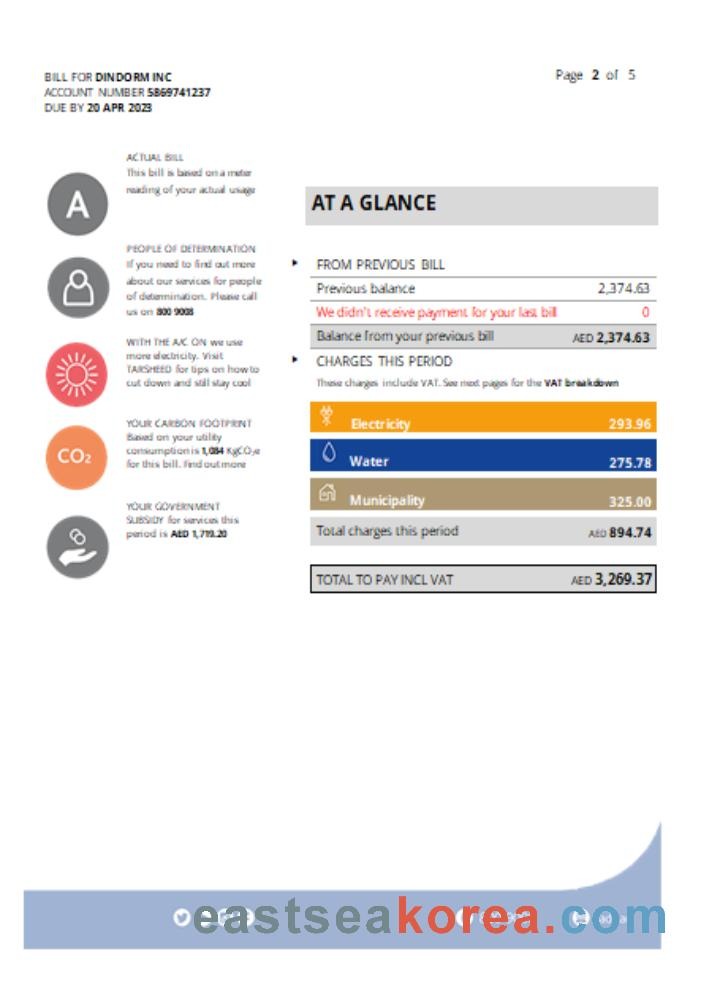 BILL FOR DINDORM INC
ACCOUNT NUMBER 5869741237
DUE BY 20 APR 2023
Page 2 of 5
ACTUAL BILL
This bill is based on a meter
reading of your actual usage
A
PEOPLE OF DETERMINATION
If you need to find out more
about our services for people
of determination. Please call
us on 800 9008
WITH THE A/C ON we use
more electricity. Visit
TARSHEED for tips on how to
cut down and still stay cool
YOUR CARBON FOOTPRINT
Based on your utility
consumption is 1,084 KgCO₂e
for this bill. Find out more
CO₂
YOUR GOVERNMENT
SUBSIDY for services this
period is AED 1,719.20
AT A GLANCE
FROM PREVIOUS BILL
Previous balance 2,374.63
We didn't receive payment for your last bill 0
Balance from your previous bill AED 2,374.63
CHARGES THIS PERIOD
These charges include VAT. See next pages for the VAT breakdown
Electricity 293.96
Water 275.78
Municipality 325.00
Total charges this period AED 894.74
TOTAL TO PAY INCL VAT AED 3,269.37
eastseakorea.com